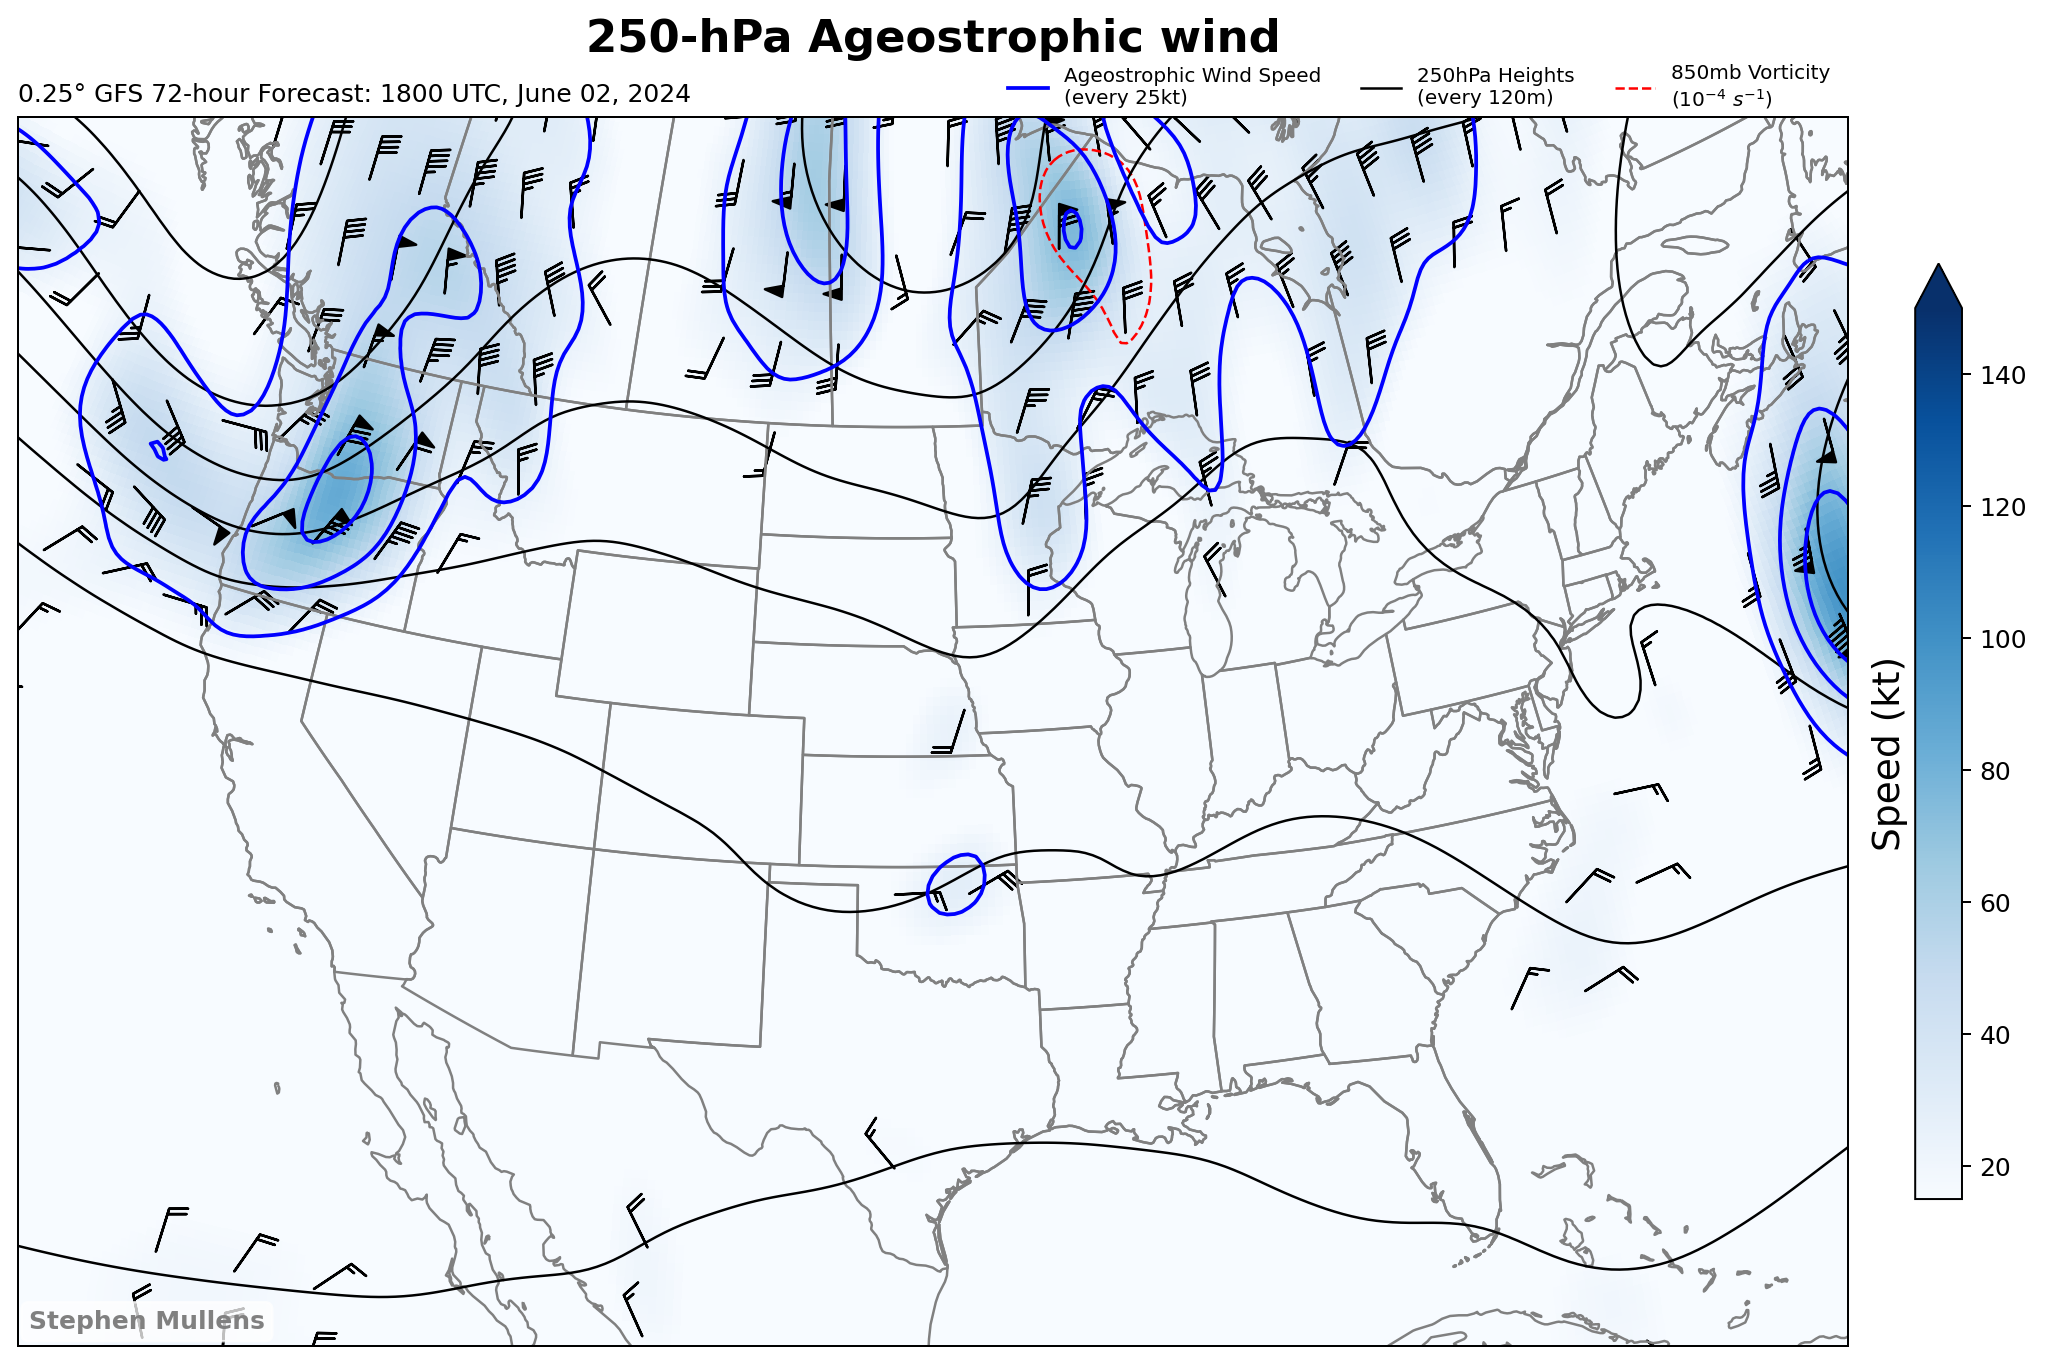 250-hPa Ageostrophic wind
0.25° GFS 72-hour Forecast: 1800 UTC, June 02, 2024
Ageostrophic Wind Speed
(every 25kt)
250hPa Heights
(every 120m)
850mb Vorticity
(10⁻⁴ s⁻¹)
140
120
100
80
60
40
20
Speed (kt)
Stephen Mullens